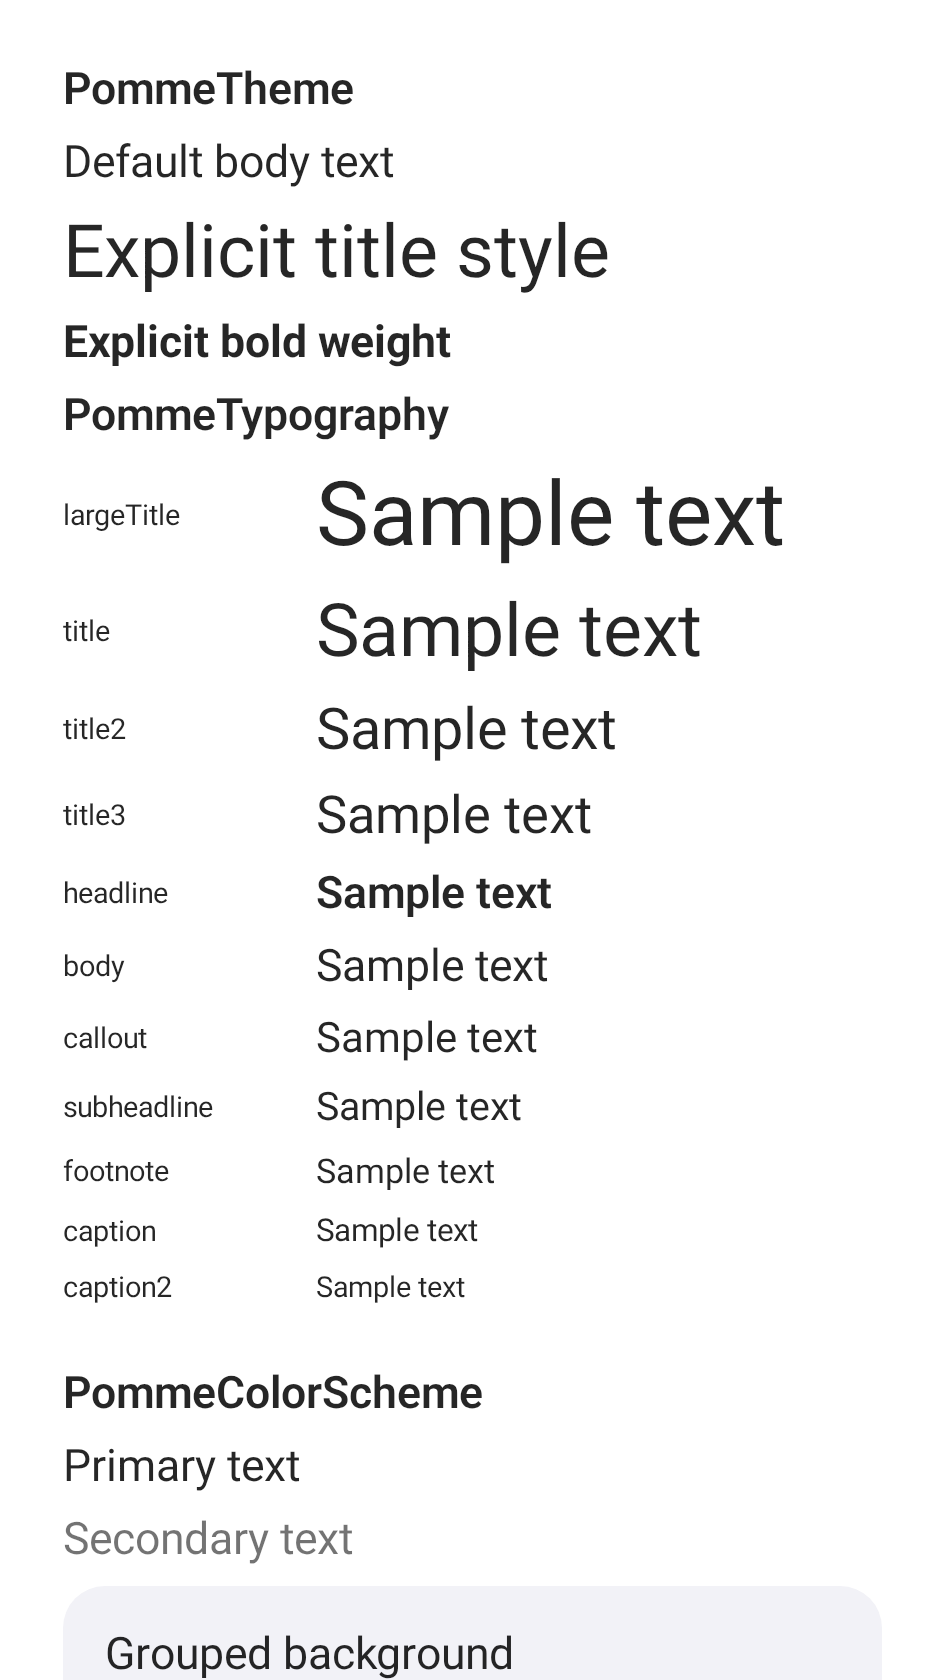 PommeTheme
Default body text
Explicit title style
Explicit bold weight
PommeTypography
largeTitle Sample text
title Sample text
title2 Sample text
title3 Sample text
headline Sample text
body Sample text
callout Sample text
subheadline Sample text
footnote Sample text
caption Sample text
caption2 Sample text
PommeColorScheme
Primary text
Secondary text
Grouped background